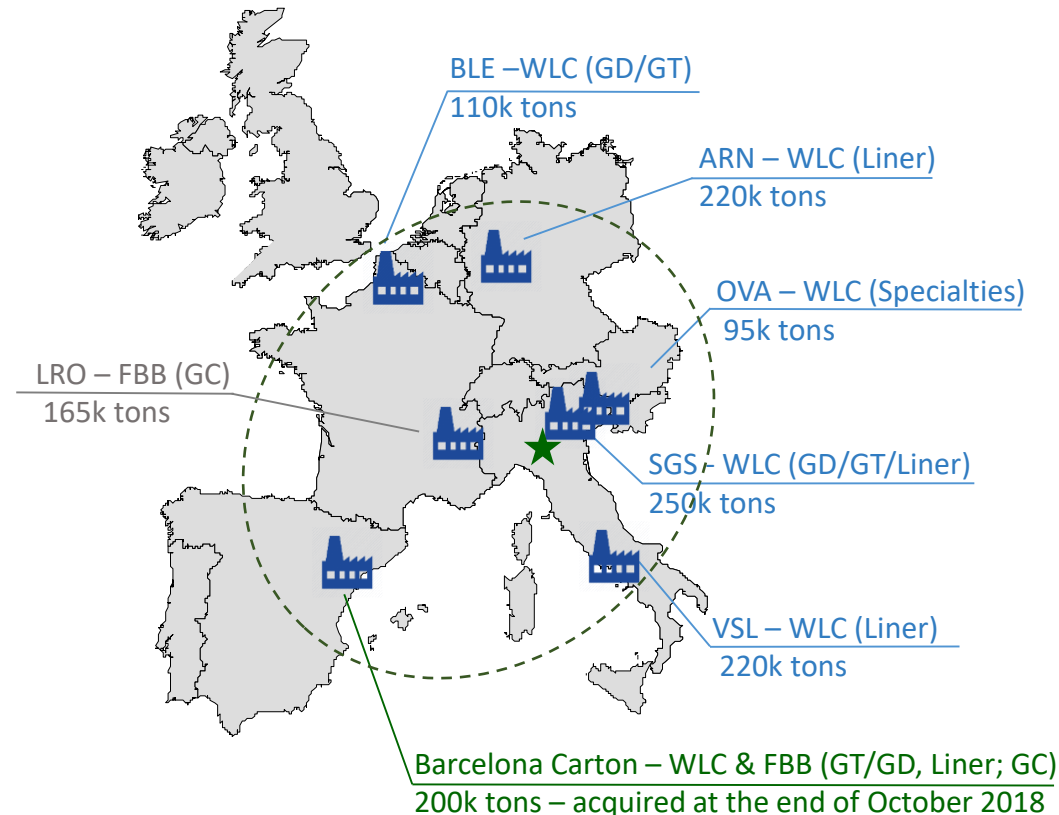 BLE –WLC (GD/GT)
110k tons
ARN – WLC (Liner)
220k tons
OVA – WLC (Specialties)
95k tons
LRO – FBB (GC)
165k tons
SGS - WLC (GD/GT/Liner)
250k tons
VSL – WLC (Liner)
220k tons
Barcelona Carton – WLC & FBB (GT/GD, Liner; GC)
200k tons – acquired at the end of October 2018